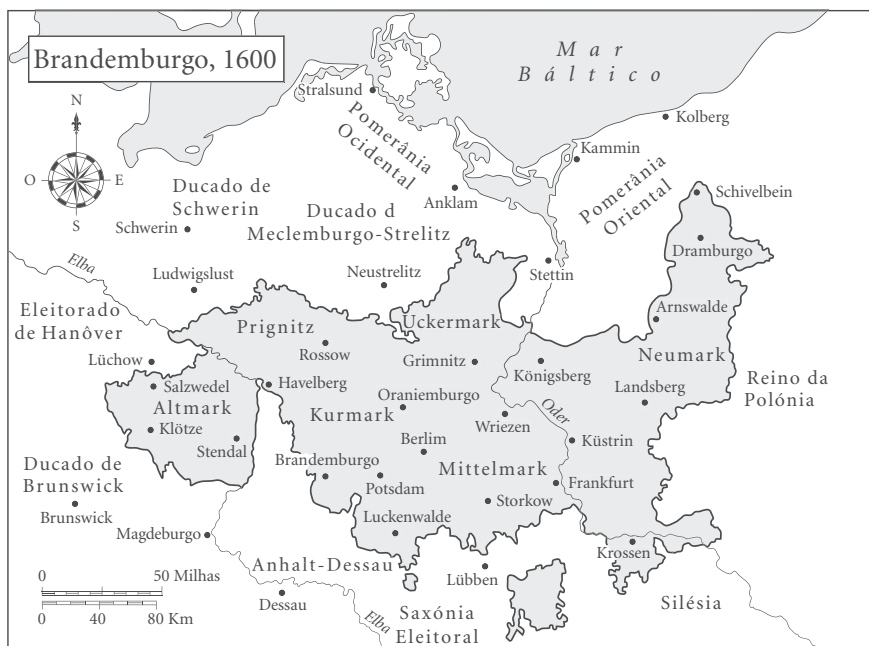 Brandemburgo, 1600
Mar
Báltico
N
O
E
S
Stralsund
Pomerânia
Ocidental
Kolberg
Kammin
Pomerânia
Oriental
Anklam
Schivelbein
Ducado de
Schwerin
Schwerin
Ducado d
Meclemburgo-Strelitz
Dramburgo
Elba
Ludwigslust
Neustrelitz
Stettin
Eleitorado
de Hanôver
Arnswalde
Prignitz
Uckermark
Rossow
Neumark
Lüchow
Grimnitz
Königsberg
Salzwedel
Havelberg
Landsberg
Reino da
Polónia
Altmark
Oraniemburgo
Kurmark
Oder
Klötze
Wriezen
Stendal
Berlim
Küstrin
Ducado de
Brunswick
Brandeburgo
Mittelmark
Potsdam
Frankfurt
Brunswick
Storkow
Magdeburgo
Luckenwalde
Krossen
Anhalt-Dessau
Lübben
0
50 Milhas
0
40
80 Km
Dessau
Elba
Saxónia
Eleitoral
Silésia